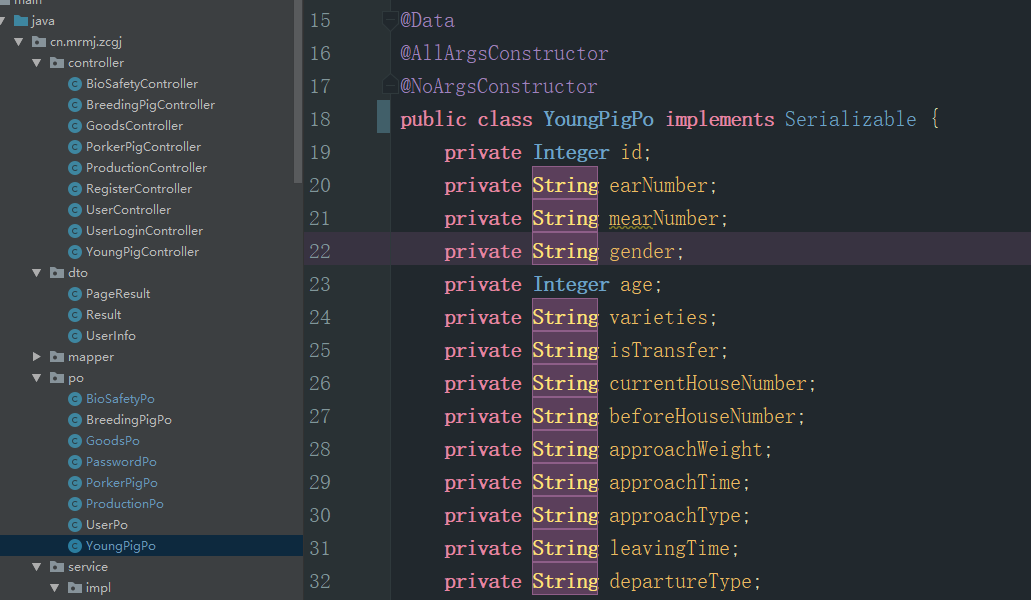 main
java
cn.mrmj.zcgj
controller
BioSafetyController
BreedingPigController
GoodsController
PorkerPigController
ProductionController
RegisterController
UserController
UserLoginController
YoungPigController
dto
PageResult
Result
UserInfo
mapper
po
BioSafetyPo
BreedingPigPo
GoodsPo
PasswordPo
PorkerPigPo
ProductionPo
UserPo
YoungPigPo
service
impl
15 @Data
16 @AllArgsConstructor
17 @NoArgsConstructor
18 public class YoungPigPo implements Serializable {
19 private Integer id;
20 private String earNumber;
21 private String mearNumber;
22 private String gender;
23 private Integer age;
24 private String varieties;
25 private String isTransfer;
26 private String currentHouseNumber;
27 private String beforeHouseNumber;
28 private String approachWeight;
29 private String approachTime;
30 private String approachType;
31 private String leavingTime;
32 private String departureType;